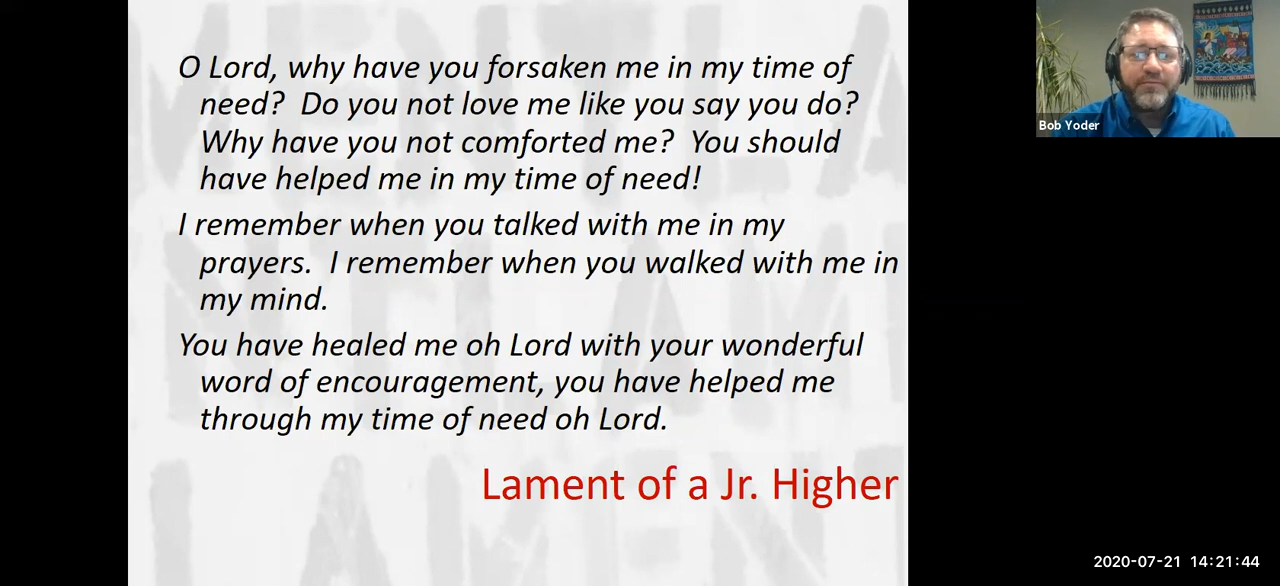 O Lord, why have you forsaken me in my time of
need?  Do you not love me like you say you do?
Why have you not comforted me?  You should
have helped me in my time of need!
I remember when you talked with me in my
prayers.  I remember when you walked with me in
my mind.
You have healed me oh Lord with your wonderful
word of encouragement, you have helped me
through my time of need oh Lord.
Lament of a Jr. Higher
Bob Yoder
2020-07-21 14:21:44